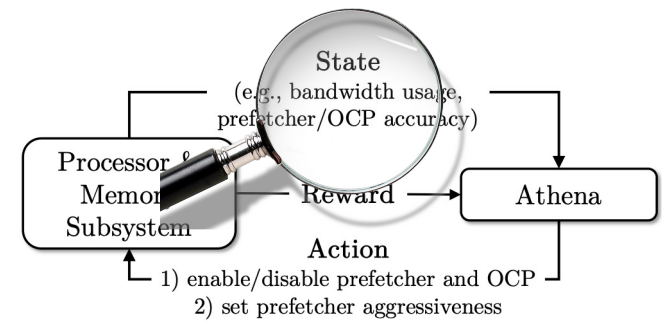 State
(e.g., bandwidth usage,
prefetcher/OCP accuracy)
Processor &
Memor
Subsystem
Reward
Athena
Action
1) enable/disable prefetcher and OCP
2) set prefetcher aggressiveness